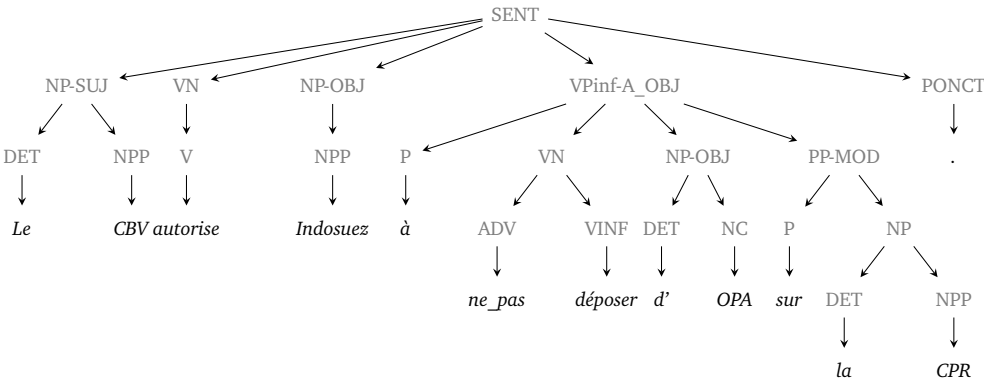 SENT
NP-SUJ VN NP-OBJ VPinf-A_OBJ PONCT
DET NPP V NPP P VN NP-OBJ PP-MOD .
Le CBV autorise Indosuez à ADV VINF DET NC P NP
ne_pas déposer d' OPA sur DET NPP
la CPR